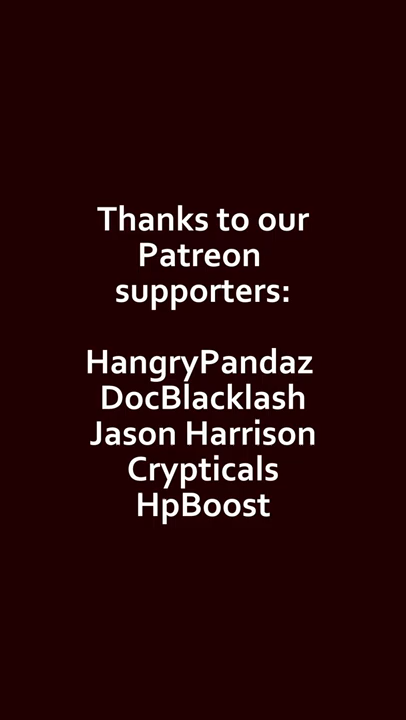 Thanks to our
Patreon
supporters:
HangryPandaz
DocBlacklash
Jason Harrison
Crypticals
HpBoost